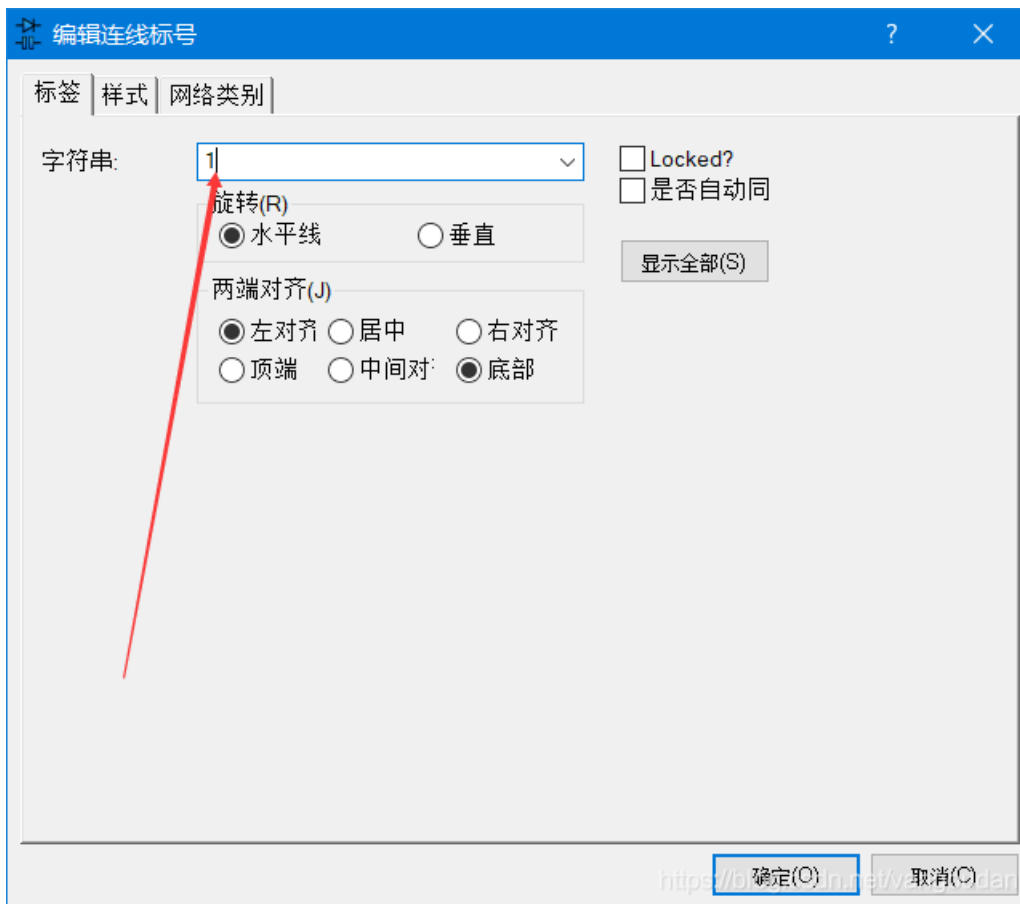 编辑连线标号
标签 样式 网络类别
字符串: 1
Locked?
是否自动同
旋转(R)
水平线 垂直
显示全部(S)
两端对齐(J)
左对齐 居中 右对齐
顶端 中间对 底部
确定(O) 取消(C)